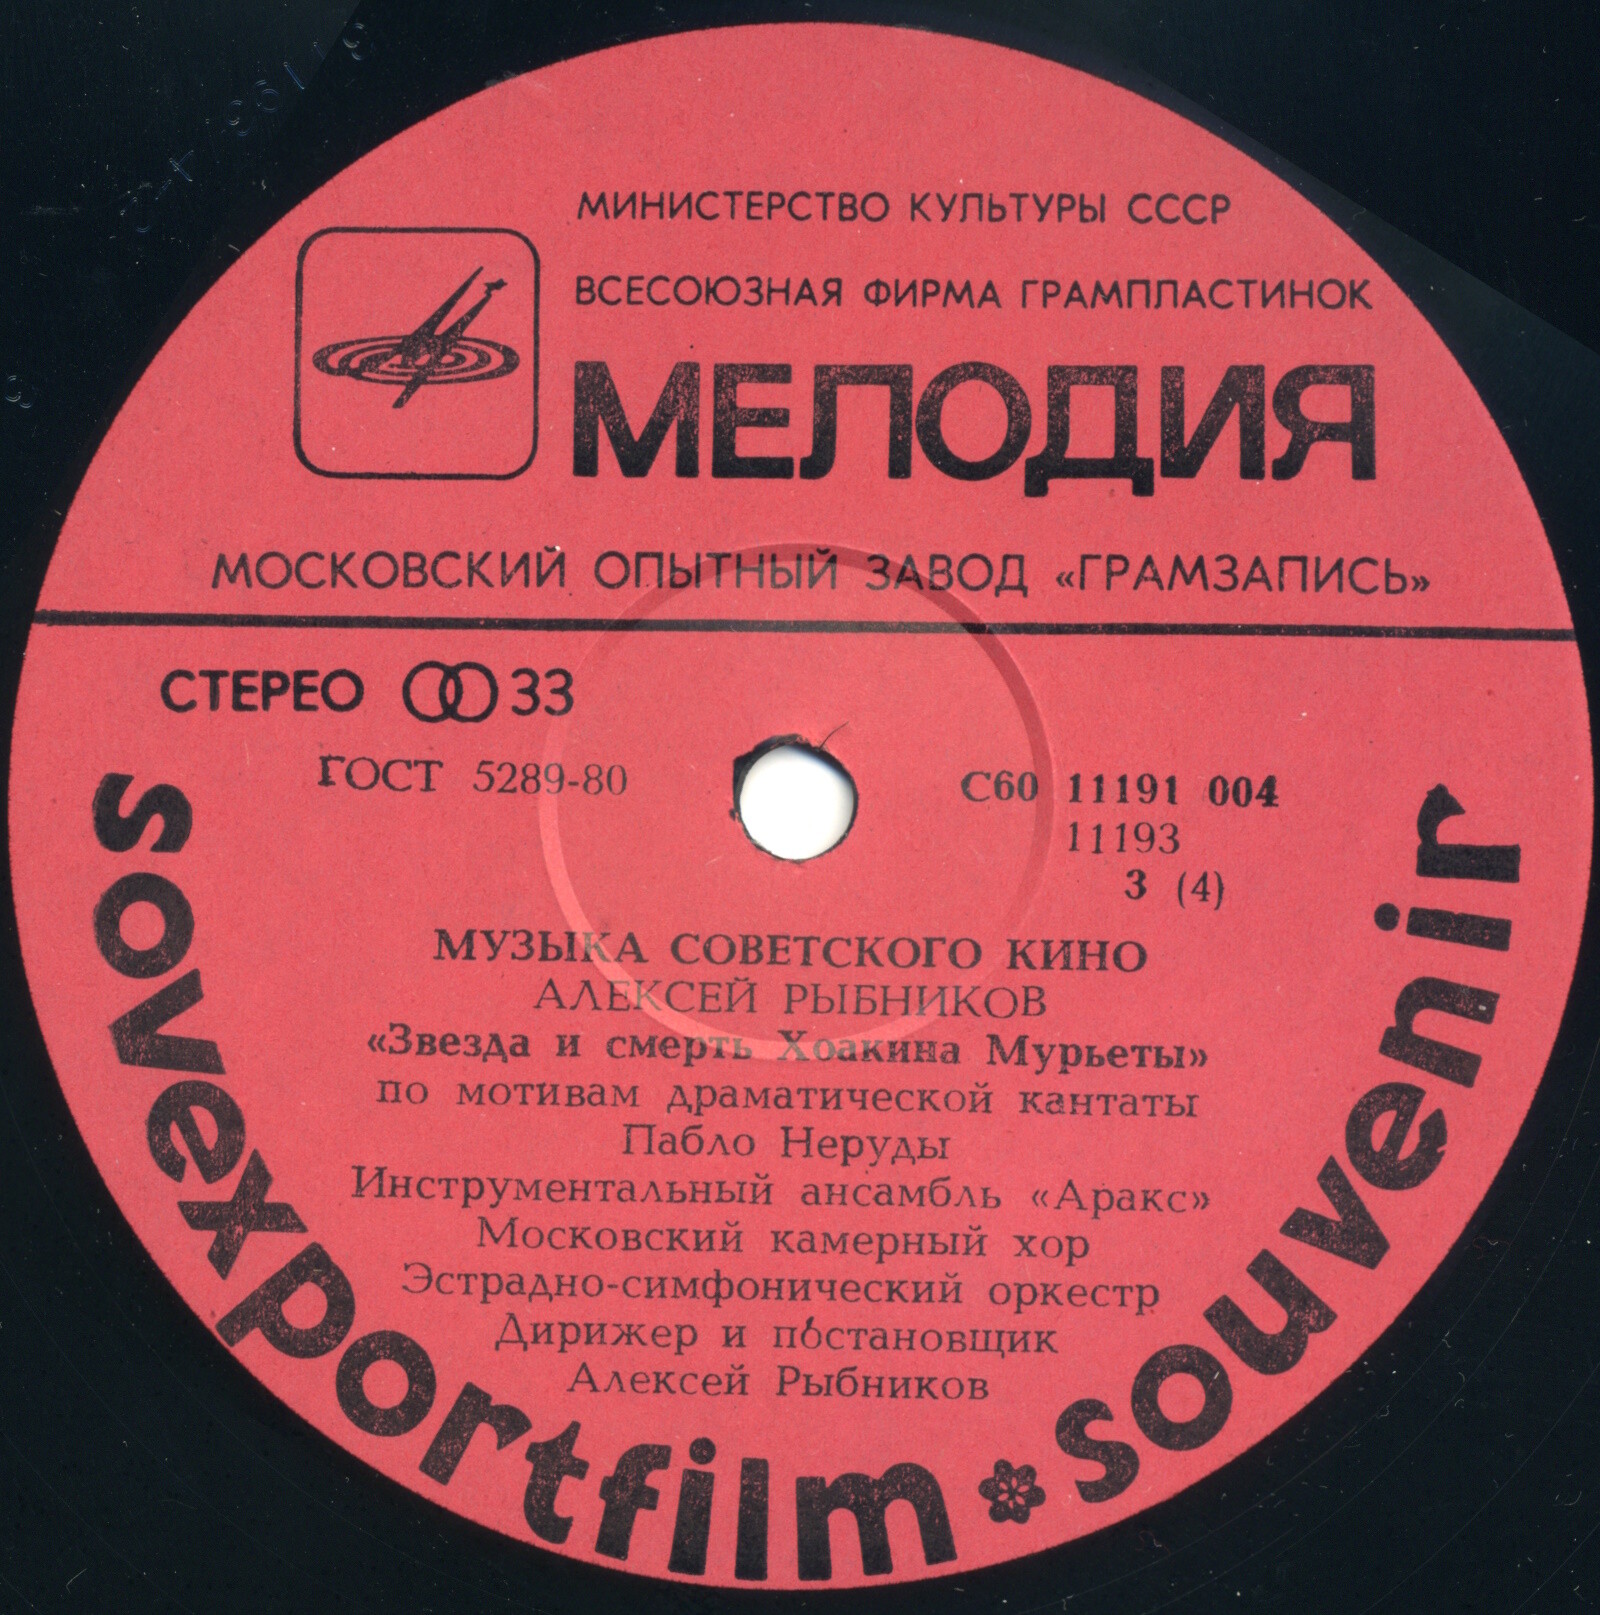 МИНИСТЕРСТВО КУЛЬТУРЫ СССР
ВСЕСОЮЗНАЯ ФИРМА ГРАМПЛАСТИНОК
МЕЛОДИЯ
МОСКОВСКИЙ ОПЫТНЫЙ ЗАВОД «ГРАМЗАПИСЬ»
СТЕРЕО 33
ГОСТ 5289-80
С60 11191 004
11193
3 (4)
МУЗЫКА СОВЕТСКОГО КИНО
АЛЕКСЕЙ РЫБНИКОВ
«Звезда и смерть Хоакина Мурьеты»
по мотивам драматической кантаты
Пабло Неруды
Инструментальный ансамбль «Аракс»
Московский камерный хор
Эстрадно-симфонический оркестр
Дирижер и постановщик
Алексей Рыбников
sovexportfilm souvenir